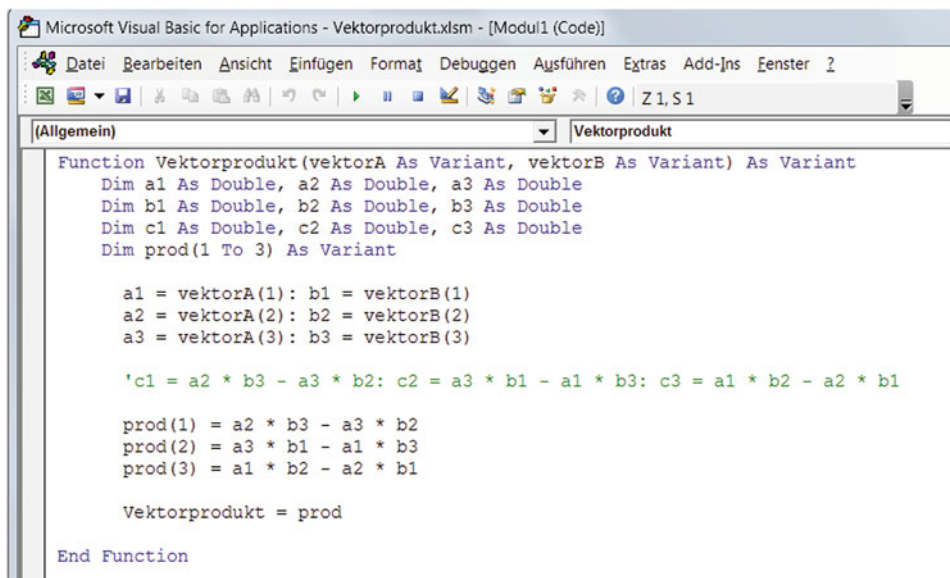 Microsoft Visual Basic for Applications - Vektorprodukt.xlsm - [Modul1 (Code)]
Datei Bearbeiten Ansicht Einfügen Format Debuggen Ausführen Extras Add-Ins Fenster ?
Z 1, S 1
(Allgemein) Vektorprodukt
Function Vektorprodukt(vektorA As Variant, vektorB As Variant) As Variant
Dim a1 As Double, a2 As Double, a3 As Double
Dim b1 As Double, b2 As Double, b3 As Double
Dim c1 As Double, c2 As Double, c3 As Double
Dim prod(1 To 3) As Variant
a1 = vektorA(1): b1 = vektorB(1)
a2 = vektorA(2): b2 = vektorB(2)
a3 = vektorA(3): b3 = vektorB(3)
'c1 = a2 * b3 - a3 * b2: c2 = a3 * b1 - a1 * b3: c3 = a1 * b2 - a2 * b1
prod(1) = a2 * b3 - a3 * b2
prod(2) = a3 * b1 - a1 * b3
prod(3) = a1 * b2 - a2 * b1
Vektorprodukt = prod
End Function